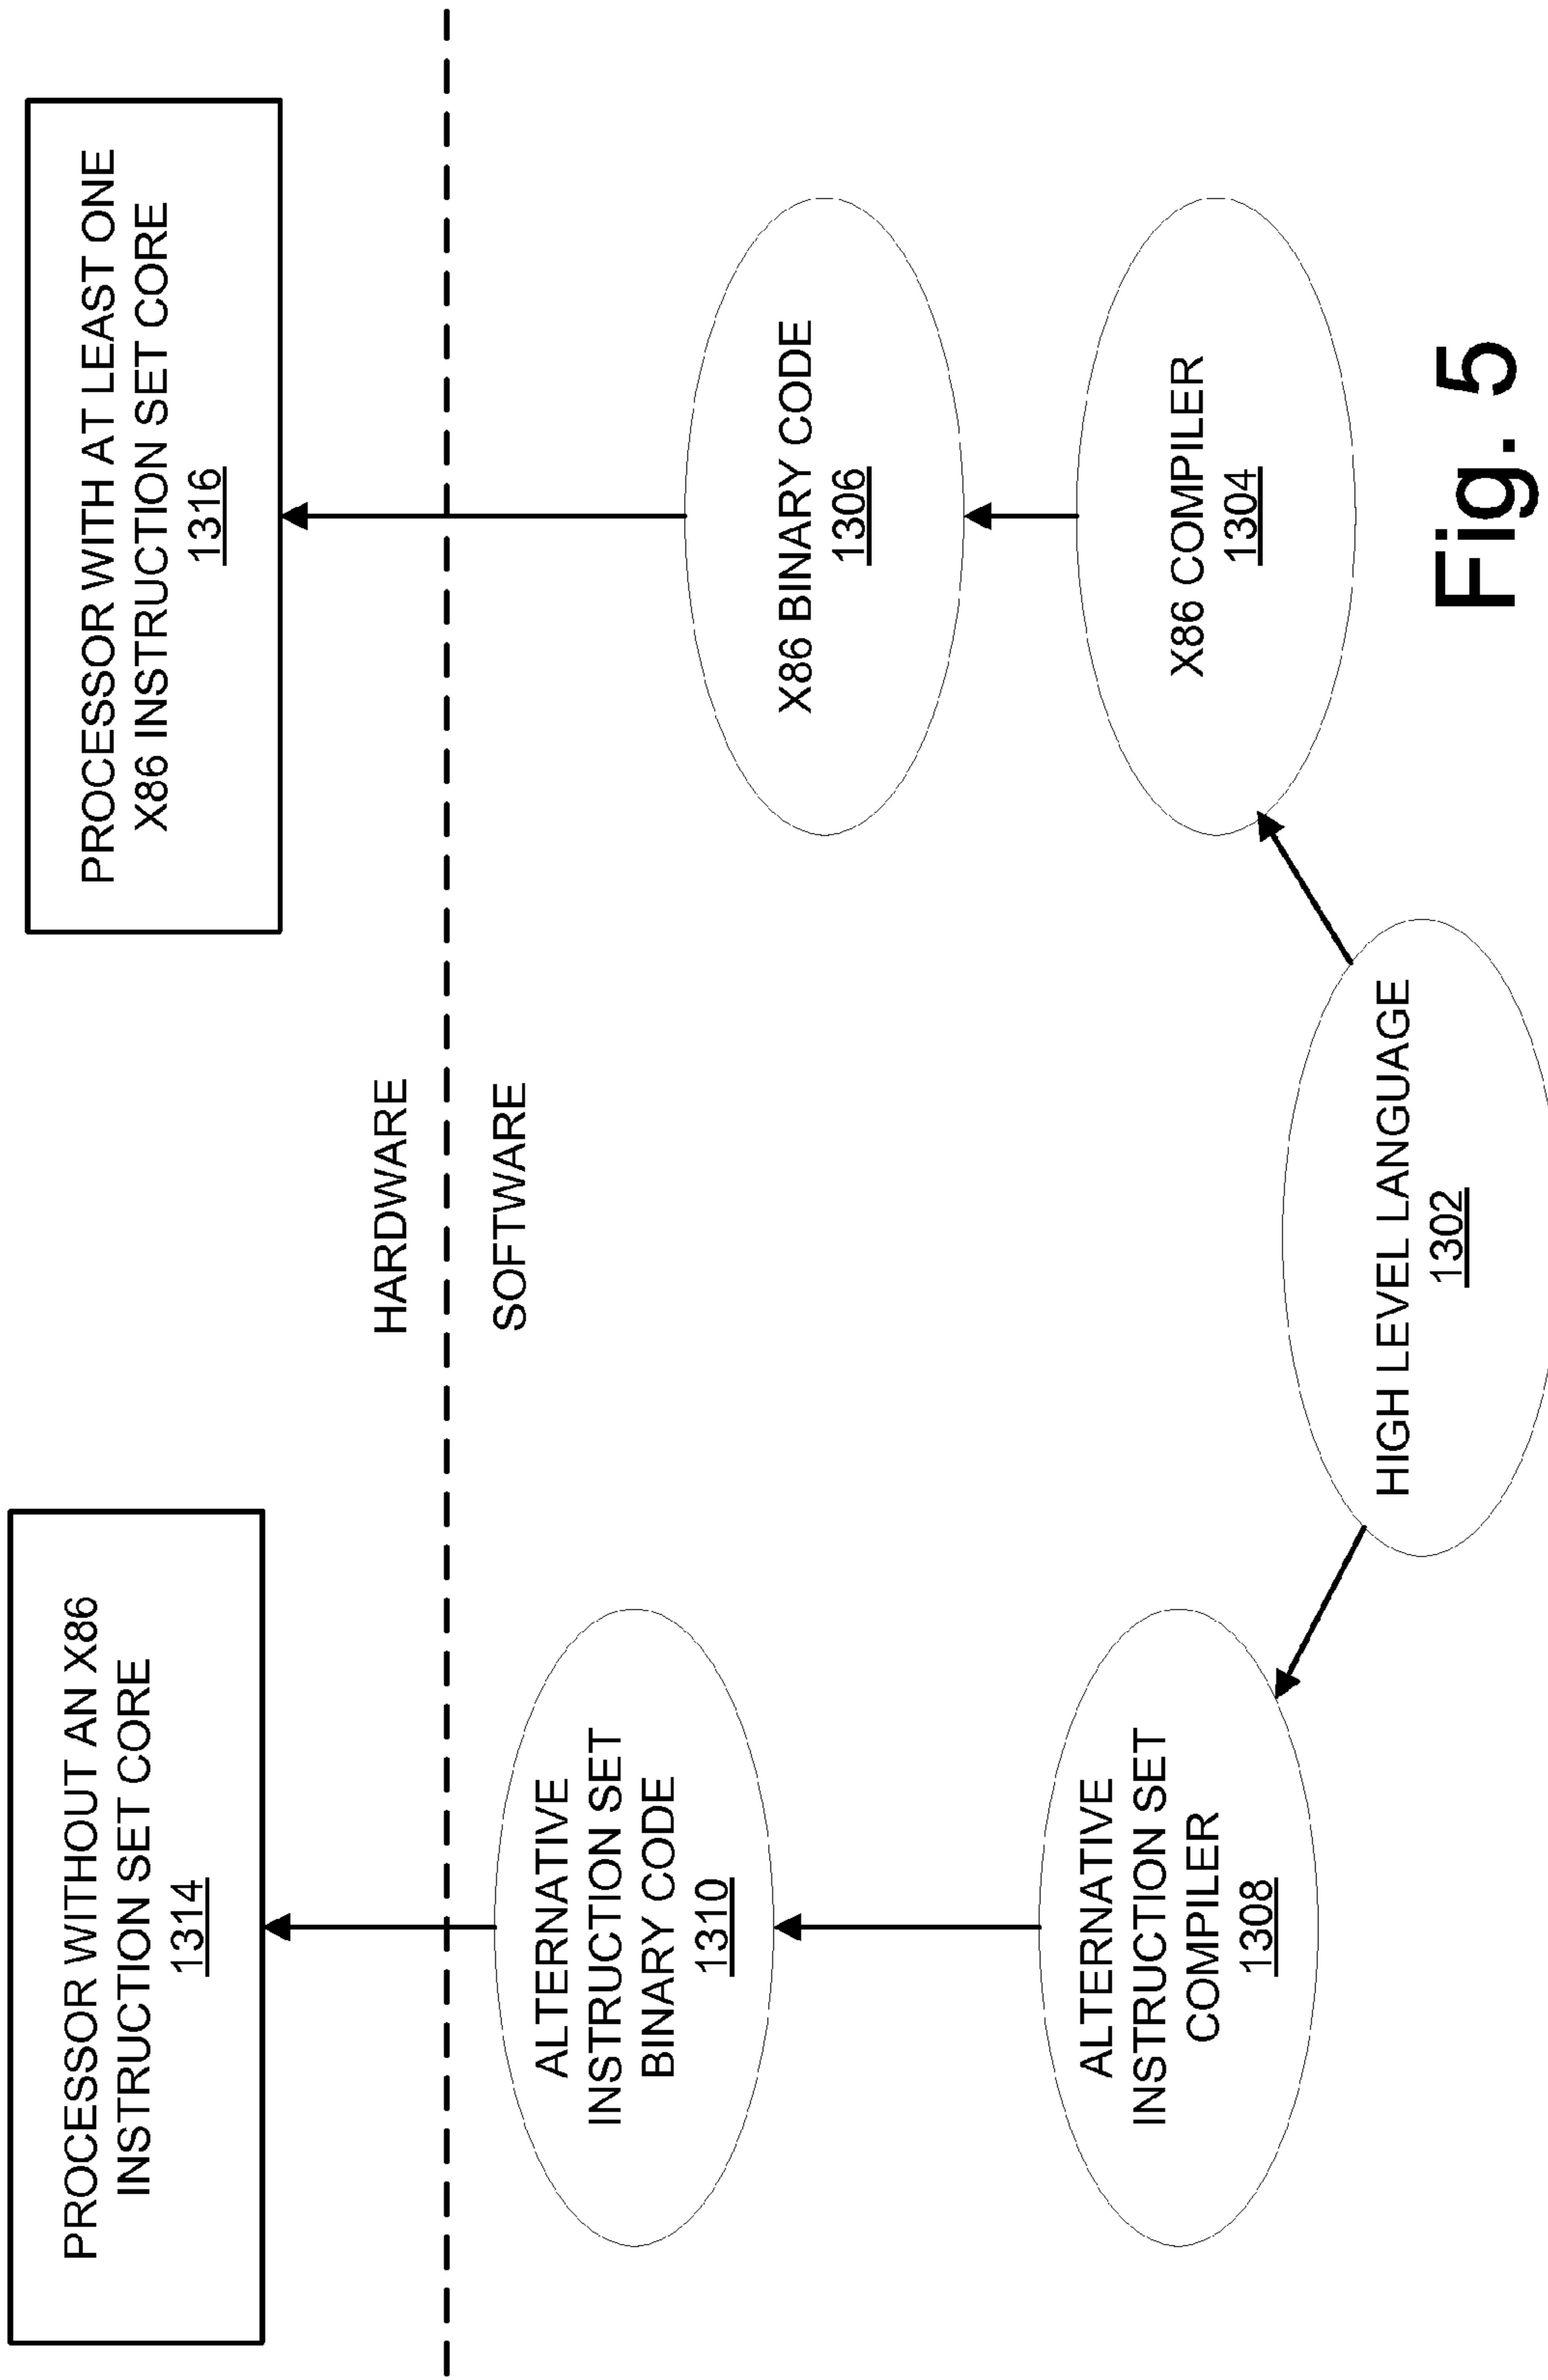 PROCESSOR WITHOUT AN X86
INSTRUCTION SET CORE
1314
PROCESSOR WITH AT LEAST ONE
X86 INSTRUCTION SET CORE
1316
HARDWARE
SOFTWARE
ALTERNATIVE
INSTRUCTION SET
BINARY CODE
1310
X86 BINARY CODE
1306
ALTERNATIVE
INSTRUCTION SET
COMPILER
1308
X86 COMPILER
1304
HIGH LEVEL LANGUAGE
1302
Fig. 5